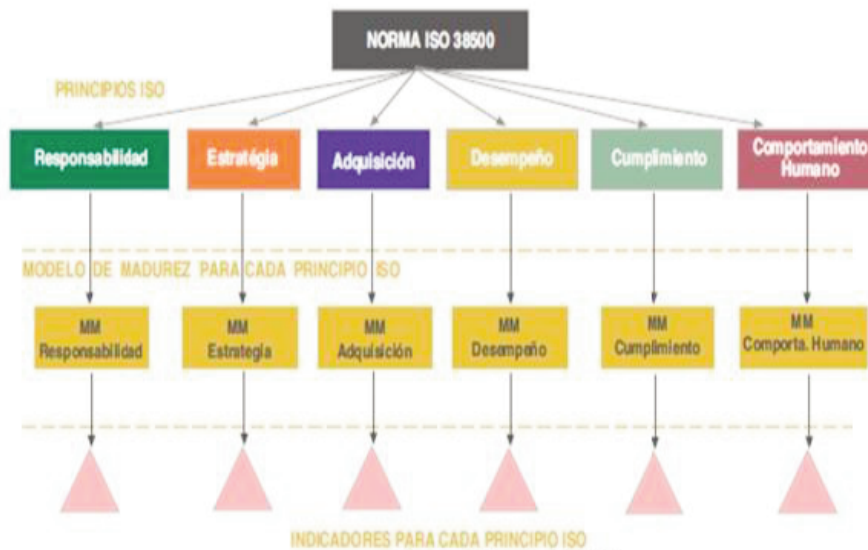 NORMA ISO 38500
PRINCIPIOS ISO
Responsabilidad
Estratégia
Adquisición
Desempeño
Cumplimiento
Comportamiento
Humano
MODELO DE MADUREZ PARA CADA PRINCIPIO ISO
MM
Responsabilidad
MM
Estrategia
MM
Adquisición
MM
Desempeño
MM
Cumplimiento
MM
Comporta. Humano
INDICADORES PARA CADA PRINCIPIO ISO